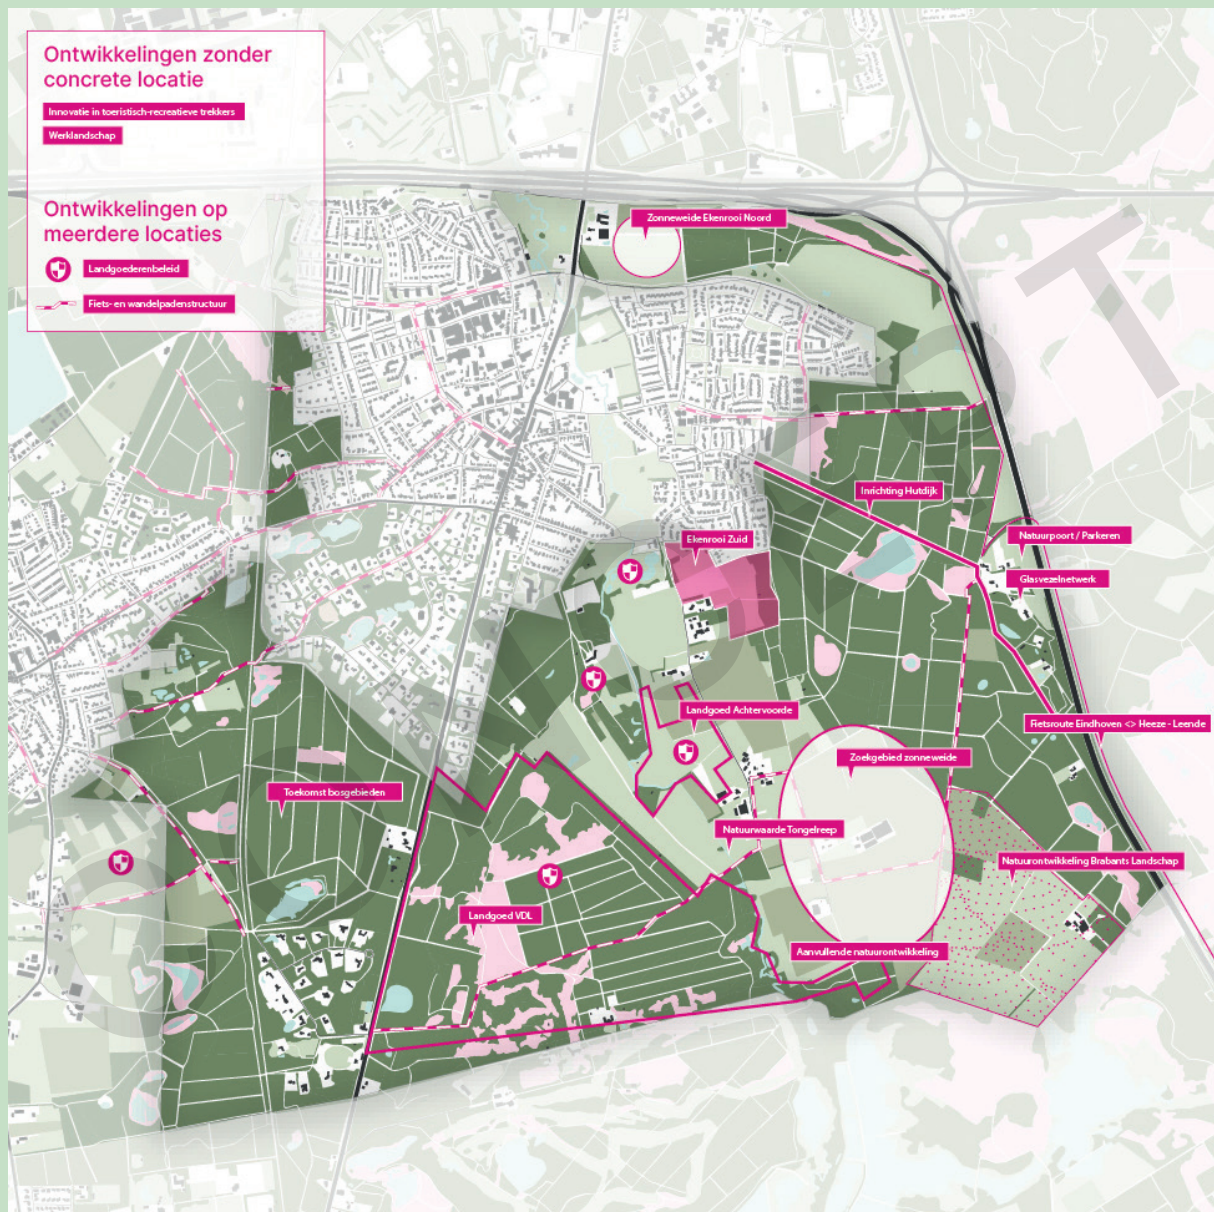 Ontwikkelingen zonder
concrete locatie
Innovatie in toeristisch-recreatieve trekkers
Werklandschap
Ontwikkelingen op
meerdere locaties
Landgoederenbeleid
Fiets- en wandelpadenstructuur
Zonneweide Ekenrooi Noord
Inrichting Hutdijk
Natuurpoort / Parkeren
Ekenrooi Zuid
Glasvezelnetwerk
Landgoed Achtervoorde
Fietsroute Eindhoven <> Heeze - Leende
Zoekgebied zonneweide
Toekomst bosgebieden
Natuurwaarde Tongelreep
Natuurontwikkeling Brabants Landschap
Landgoed VDL
Aanvullende natuurontwikkeling
CONCEPT